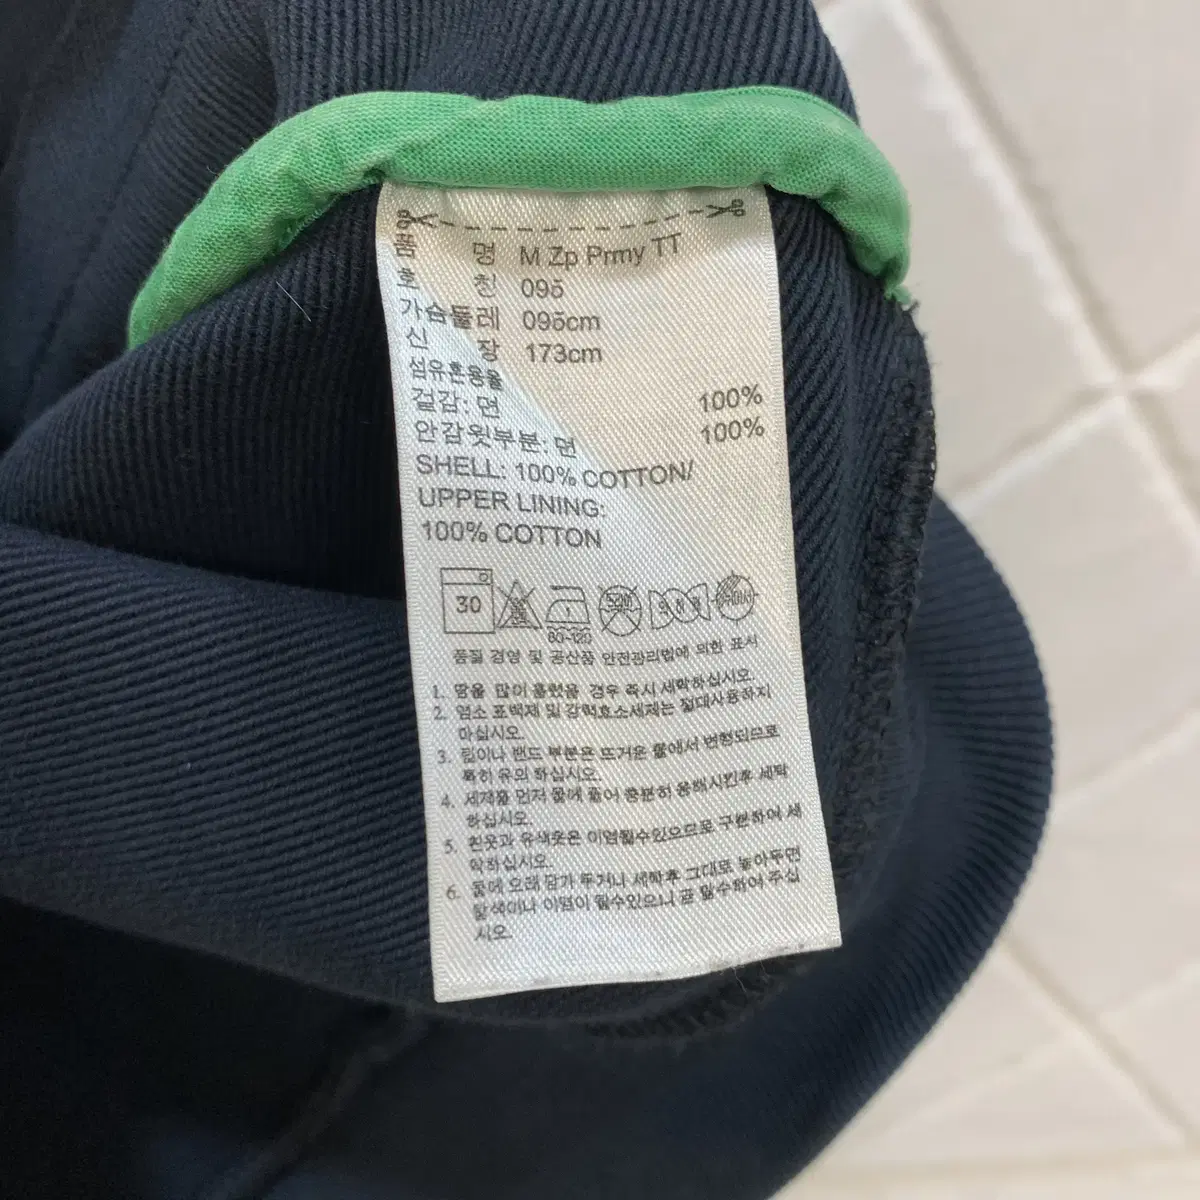 품 명 M Zp Prmy TT
호 칭 095
가슴둘레 095cm
신 장 173cm
섬유혼용율
겉감: 면 100%
안감윗부분: 면 100%
SHELL: 100% COTTON/
UPPER LINING:
100% COTTON
30 80-120
품질 경영 및 공산품 안전관리법에 의한 표시
1. 땀을 많이 흘렸을 경우 즉시 세탁하십시오.
2. 염소 표백제 및 강력효소세제는 절대사용하지
마십시오.
3. 립이나 밴드 부분은 뜨거운 물에서 변형되므로
특히 유의 하십시오.
4. 세제를 먼저 물에 풀어 충분히 용해시킨후 세탁
하십시오.
5. 흰옷과 유색옷은 이염될수있으므로 구분하여 세
탁하십시오.
6. 물에 오래 담가 두거나 세탁후 그대로 놓아두면
탈색이나 이염이 될수있으니 곧 탈수하여 주십
시오.